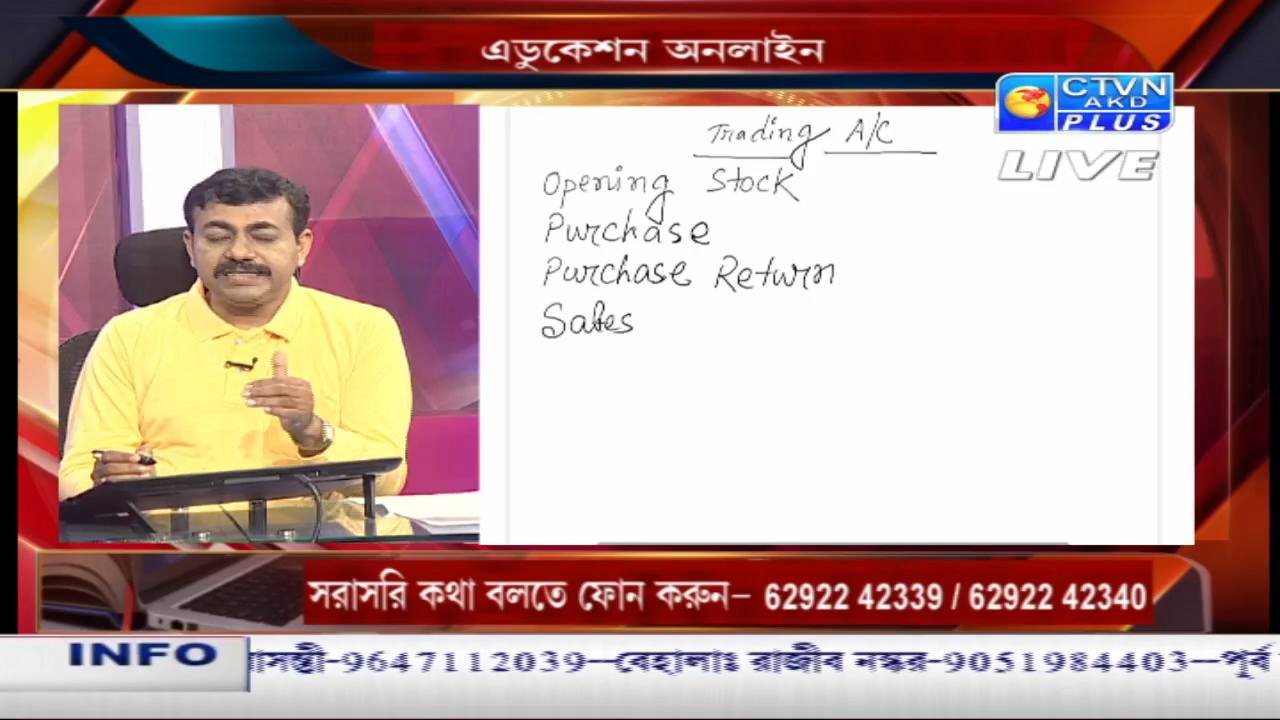 এডুকেশন অনলাইন
CTVN
AKD
PLUS
LIVE
Trading A/C
Opening Stock
Purchase
Purchase Return
Sales
সরাসরি কথা বলতে ফোন করুন- 62922 42339 / 62922 42340
INFO
াসন্তী-9647112039--বেহালাঃ রাজীব নস্কর-9051984403--পূর্ব